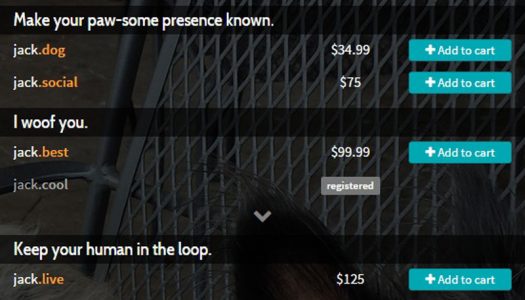 Make your paw-some presence known.
jack.dog $34.99 Add to cart
jack.social $75 Add to cart
I woof you.
jack.best $99.99 Add to cart
jack.cool registered
Keep your human in the loop.
jack.live $125 Add to cart